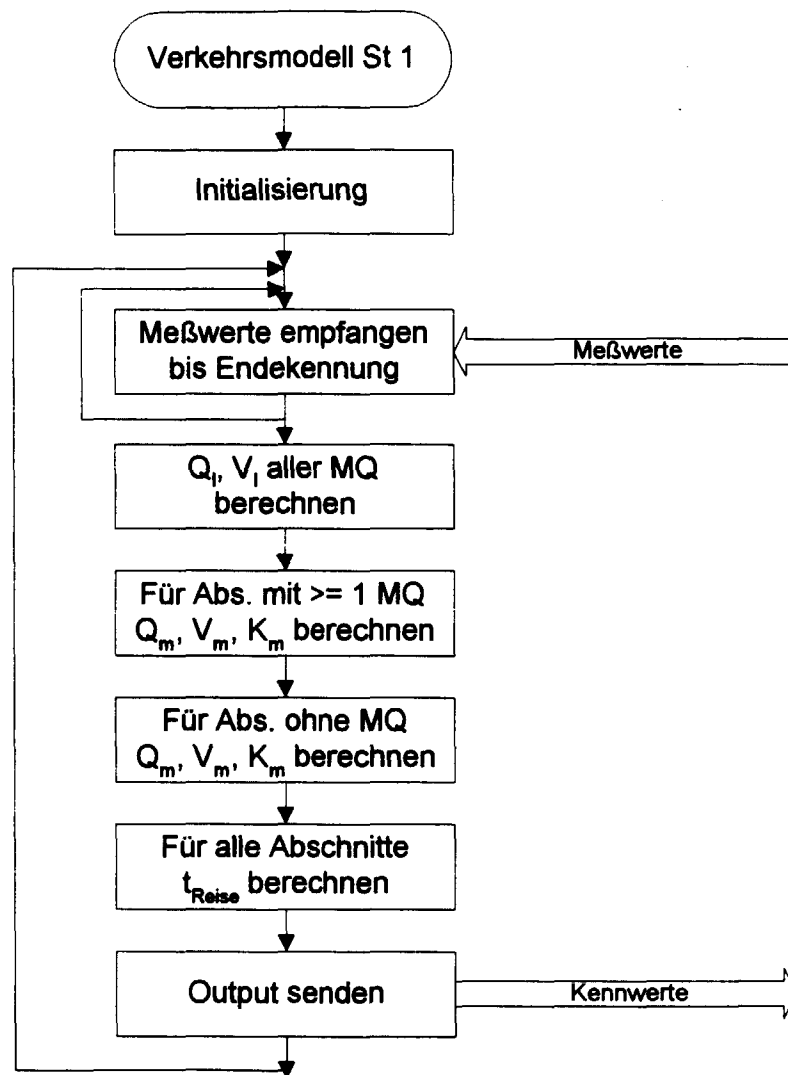 Verkehrsmodell St 1
Initialisierung
Meßwerte empfangen
bis Endekennung
Meßwerte
Q_l, V_l aller MQ
berechnen
Für Abs. mit >= 1 MQ
Q_m, V_m, K_m berechnen
Für Abs. ohne MQ
Q_m, V_m, K_m berechnen
Für alle Abschnitte
t_Reise berechnen
Output senden
Kennwerte